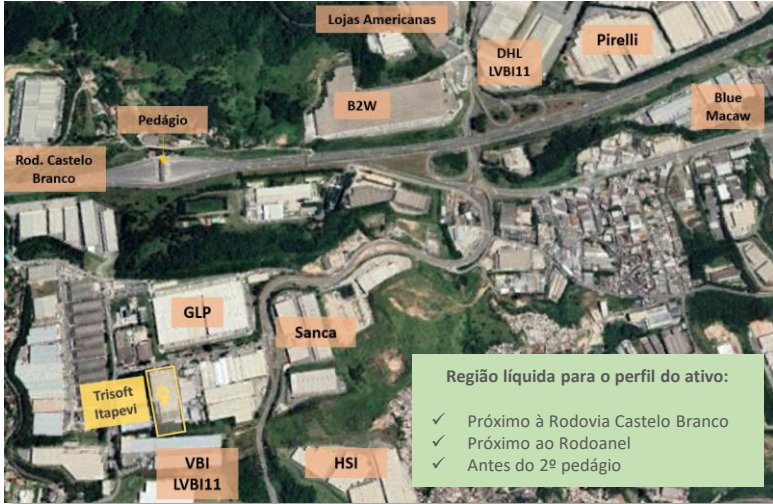 Lojas Americanas
DHL
LVBI11
Pirelli
B2W
Blue
Macaw
Pedágio
Rod. Castelo
Branco
GLP
Sanca
Trisoft
Itapevi
VBI
LVBI11
HSI
Região líquida para o perfil do ativo:
✓ Próximo à Rodovia Castelo Branco
✓ Próximo ao Rodoanel
✓ Antes do 2º pedágio